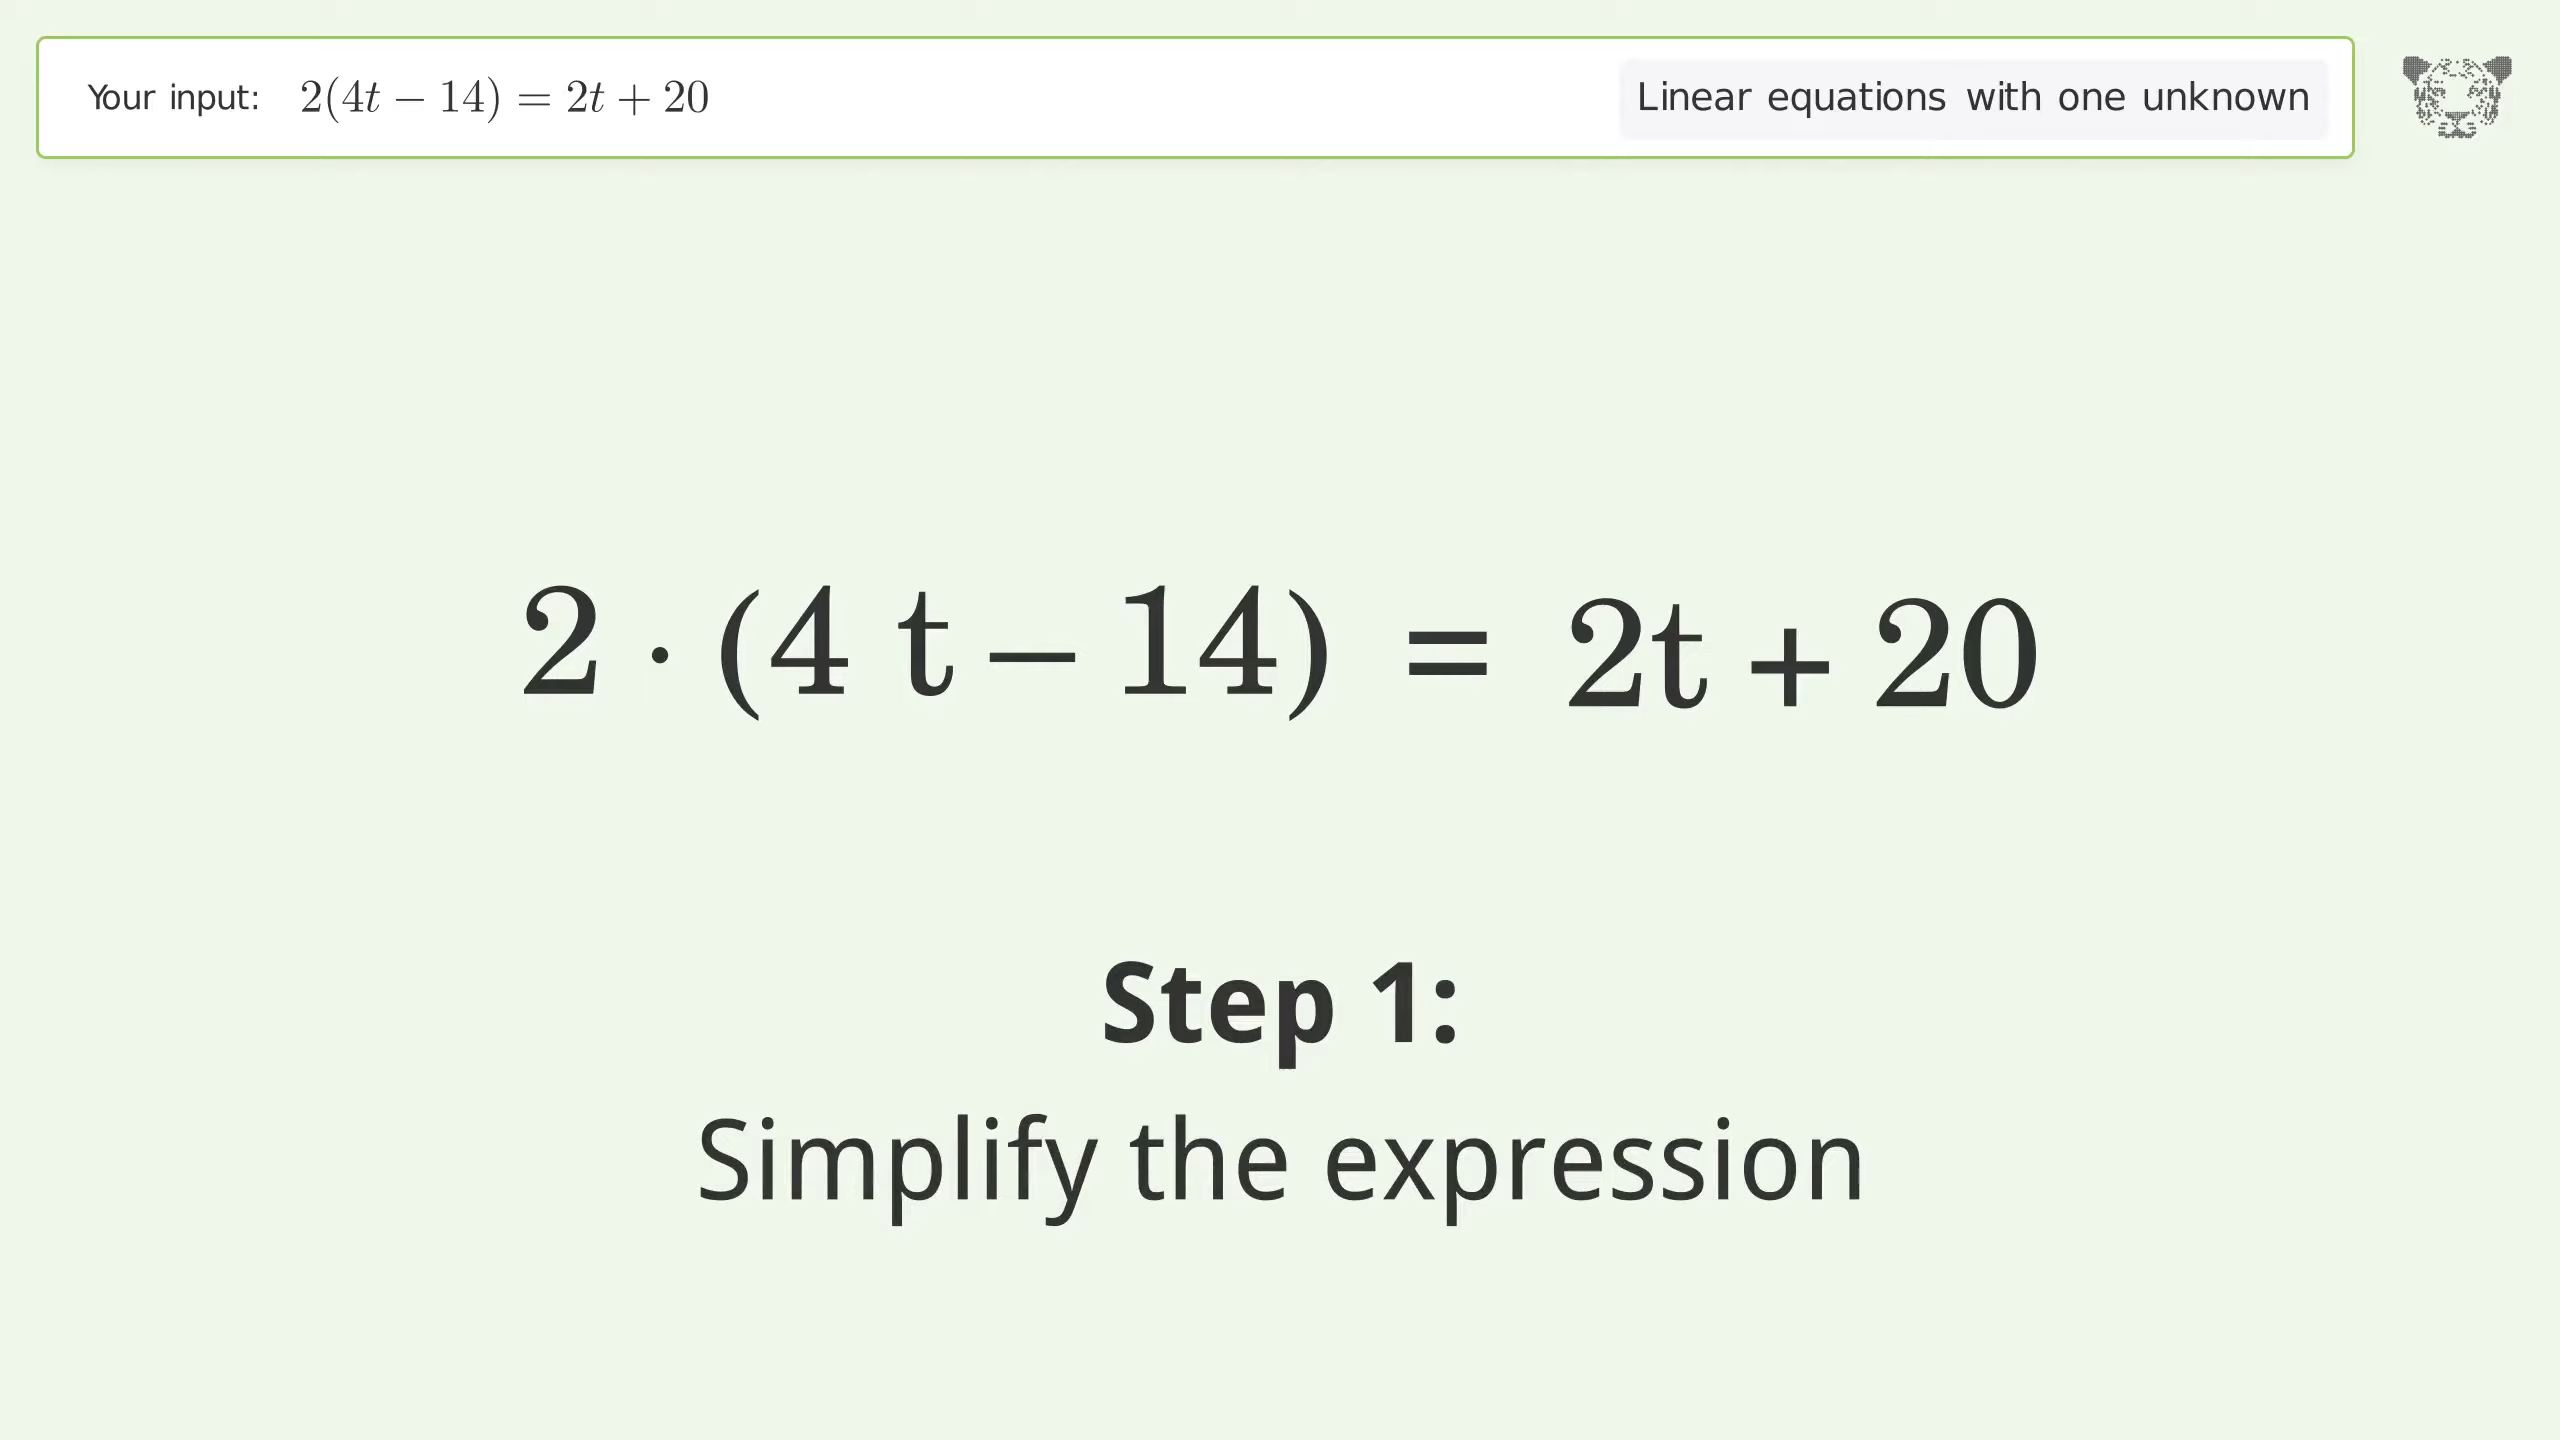 Your input: 2(4t − 14) = 2t + 20
Linear equations with one unknown
2 · (4 t − 14) = 2t + 20
Step 1:
Simplify the expression